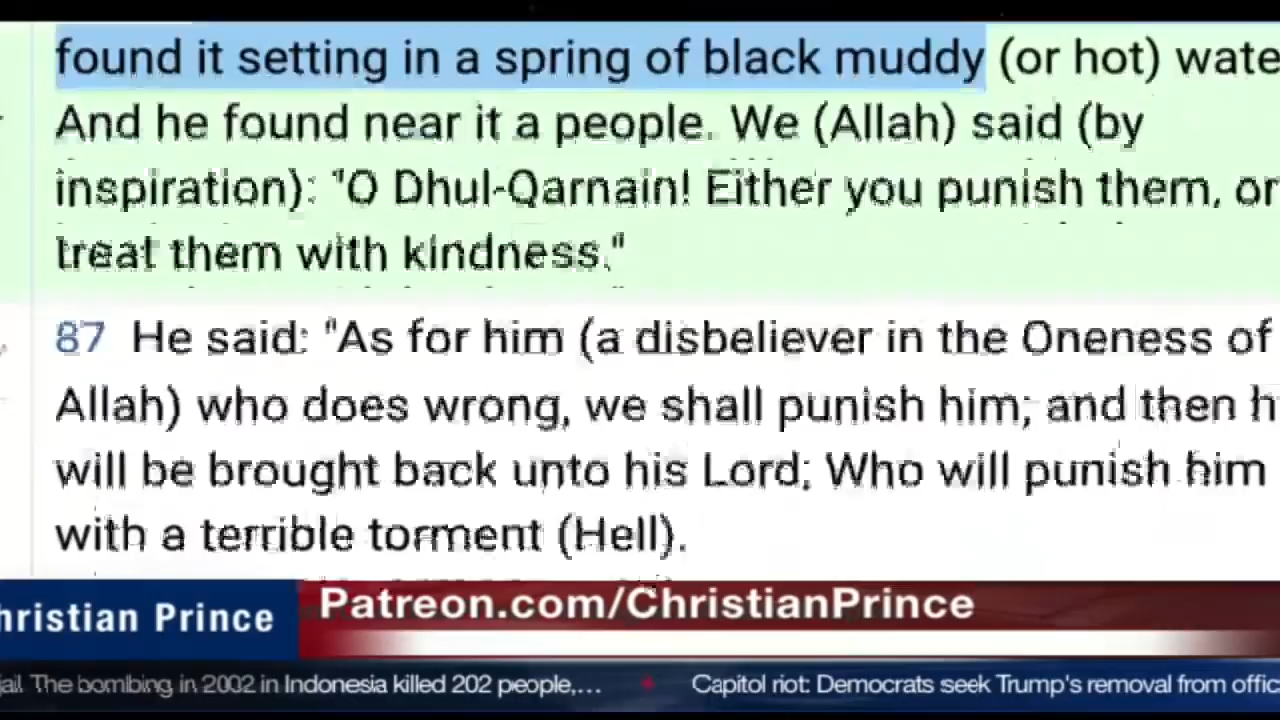 found it setting in a spring of black muddy (or hot) wate
And he found near it a people. We (Allah) said (by
inspiration): "O Dhul-Qarnain! Either you punish them, or
treat them with kindness."
87 He said: "As for him (a disbeliever in the Oneness of
Allah) who does wrong, we shall punish him; and then h
will be brought back unto his Lord; Who will punish him
with a terrible torment (Hell).
hristian Prince
Patreon.com/ChristianPrince
jail. The bombing in 2002 in Indonesia killed 202 people,... Capitol riot: Democrats seek Trump's removal from offic